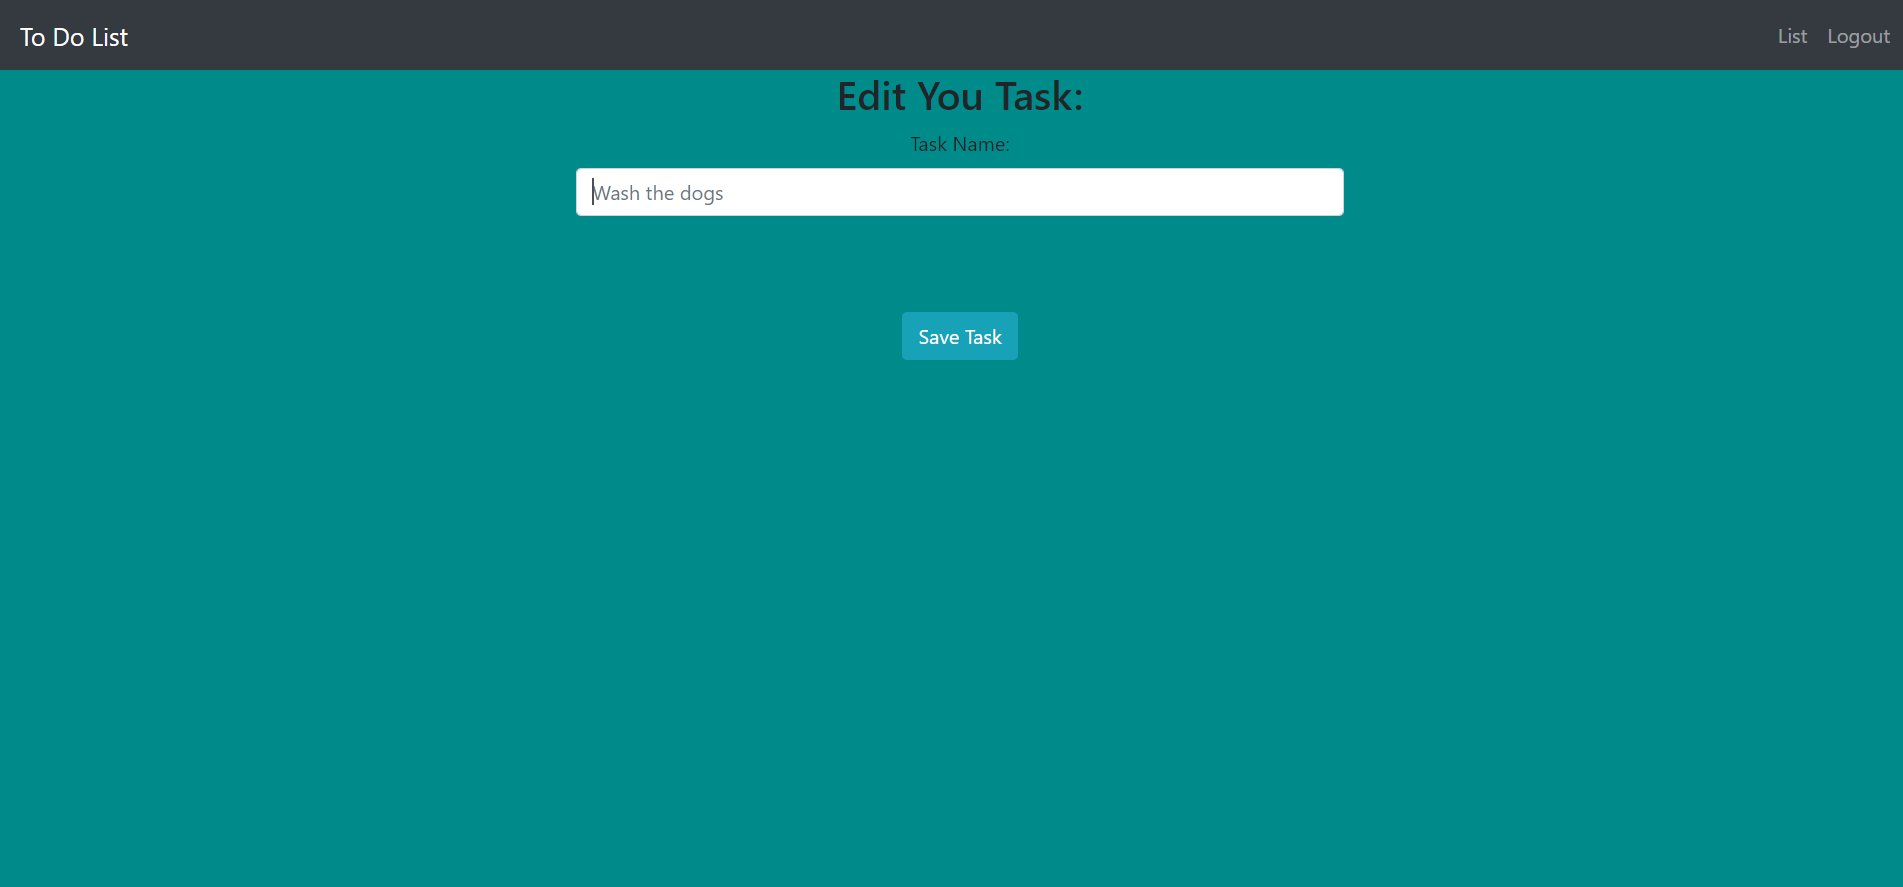 To Do List
List Logout
Edit You Task:
Task Name:
Wash the dogs
Save Task